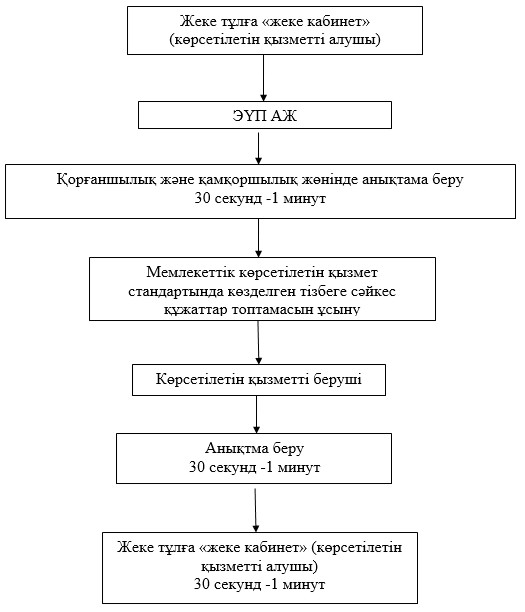 Жеке тұлға «жеке кабинет»
(көрсетілетін қызметті алушы)
ЭҮП АЖ
Қорғаншылық және қамқоршылық жөнінде анықтама беру
30 секунд -1 минут
Мемлекеттік көрсетілетін қызмет
стандартында көзделген тізбеге сәйкес
құжаттар топтамасын ұсыну
Көрсетілетін қызметті беруші
Анықтма беру
30 секунд -1 минут
Жеке тұлға «жеке кабинет» (көрсетілетін
қызметті алушы)
30 секунд -1 минут